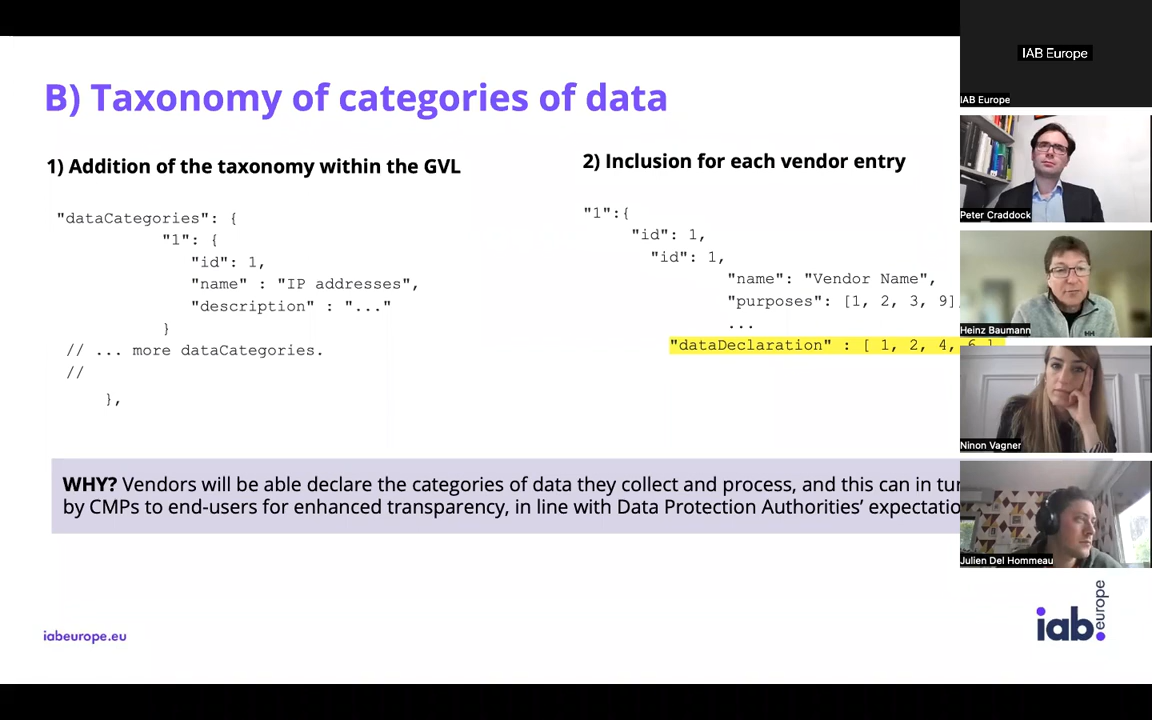 B) Taxonomy of categories of data
1) Addition of the taxonomy within the GVL
"dataCategories": {
"1": {
"id": 1,
"name" : "IP addresses",
"description" : "..."
}
// ... more dataCategories.
//
},
2) Inclusion for each vendor entry
"1":{
"id": 1,
"id": 1,
"name": "Vendor Name",
"purposes": [1, 2, 3, 9]
...
"dataDeclaration" : [ 1, 2, 4, 6 ]
WHY? Vendors will be able declare the categories of data they collect and process, and this can in
by CMPs to end-users for enhanced transparency, in line with Data Protection Authorities'
iabeurope.eu
iab.
europe
IAB Europe
IAB Europe
Peter Craddock
Heinz Baumann
Ninon Vagner
Julien Del Hommeau